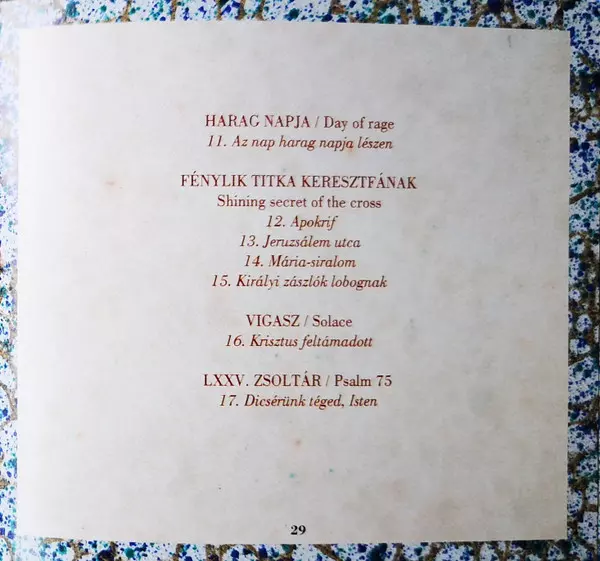 HARAG NAPJA / Day of rage
11. Az nap harag napja lészen
FÉNYLIK TITKA KERESZTFÁNAK
Shining secret of the cross
12. Apokrif
13. Jeruzsálem utca
14. Mária-siralom
15. Királyi zászlók lobognak
VIGASZ / Solace
16. Krisztus feltámadott
LXXV. ZSOLTÁR / Psalm 75
17. Dicsérünk téged, Isten
29